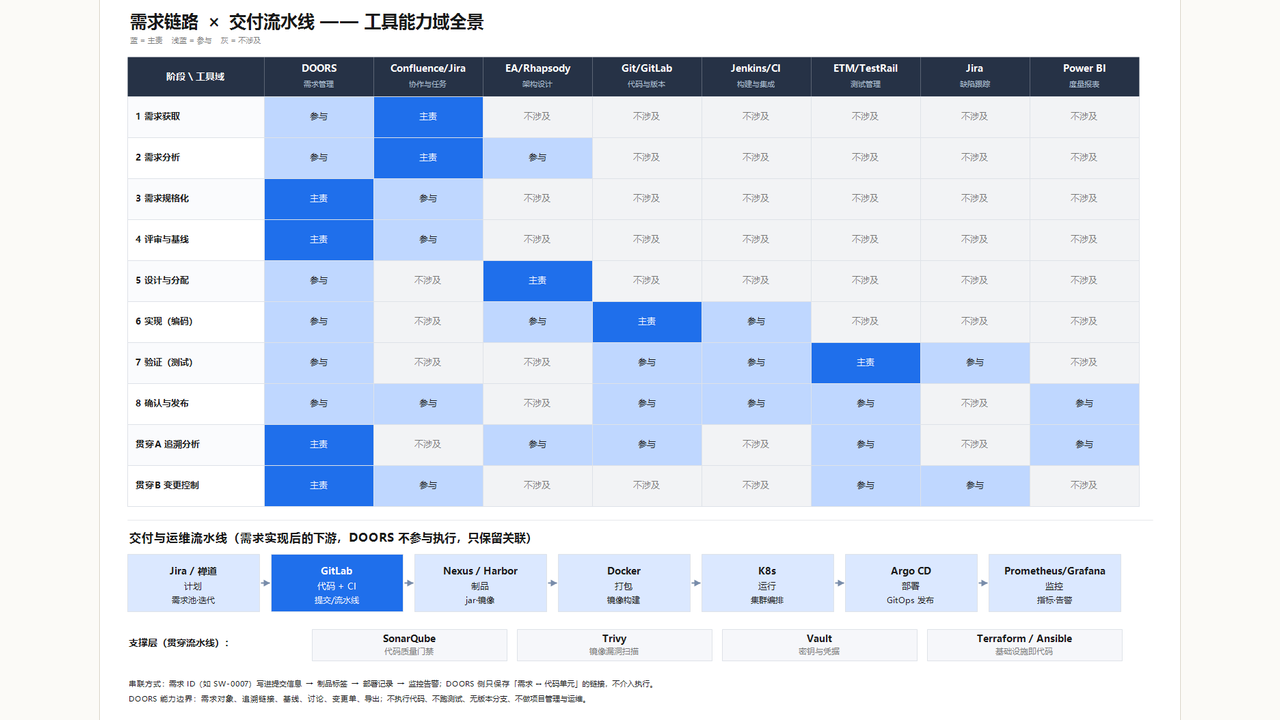 需求链路 × 交付流水线 —— 工具能力域全景
蓝 = 主责 浅蓝 = 参与 灰 = 不涉及
阶段 \ 工具域 DOORS Confluence/Jira EA/Rhapsody Git/GitLab Jenkins/CI ETM/TestRail Jira Power BI
需求管理 协作与任务 架构设计 代码与版本 构建与集成 测试管理 缺陷跟踪 度量报表
1 需求获取 参与 主责 不涉及 不涉及 不涉及 不涉及 不涉及 不涉及
2 需求分析 参与 主责 参与 不涉及 不涉及 不涉及 不涉及 不涉及
3 需求规格化 主责 参与 不涉及 不涉及 不涉及 不涉及 不涉及 不涉及
4 评审与基线 主责 参与 不涉及 不涉及 不涉及 不涉及 不涉及 不涉及
5 设计与分配 参与 不涉及 主责 不涉及 不涉及 不涉及 不涉及 不涉及
6 实现（编码） 参与 不涉及 参与 主责 参与 不涉及 不涉及 不涉及
7 验证（测试） 参与 不涉及 不涉及 参与 参与 主责 参与 不涉及
8 确认与发布 参与 参与 不涉及 参与 参与 参与 不涉及 参与
贯穿A 追溯分析 主责 不涉及 参与 参与 不涉及 参与 不涉及 参与
贯穿B 变更控制 主责 参与 不涉及 不涉及 不涉及 参与 参与 不涉及
交付与运维流水线（需求实现后的下游，DOORS 不参与执行，只保留关联）
Jira / 禅道 GitLab Nexus / Harbor Docker K8s Argo CD Prometheus/Grafana
计划 代码 + CI 制品 打包 运行 部署 监控
需求池·迭代 提交/流水线 jar·镜像 镜像构建 集群编排 GitOps 发布 指标·告警
支撑层（贯穿流水线）： SonarQube Trivy Vault Terraform / Ansible
代码质量门禁 镜像漏洞扫描 密钥与凭据 基础设施即代码
串联方式：需求 ID（如 SW-0007）写进提交信息 → 制品标签 → 部署记录 → 监控告警；DOORS 侧只保存「需求 ↔ 代码单元」的链接，不介入执行。
DOORS 能力边界：需求对象、追溯链接、基线、讨论、变更单、导出；不执行代码、不跑测试、无版本分支、不做项目管理与运维。